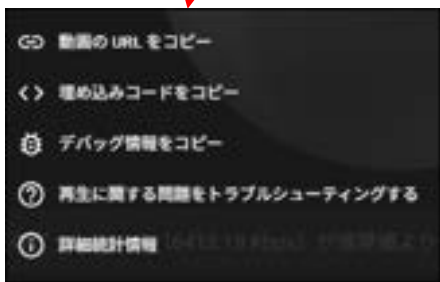 動画の URL をコピー
埋め込みコードをコピー
デバッグ情報をコピー
再生に関する問題をトラブルシューティングする
詳細統計情報